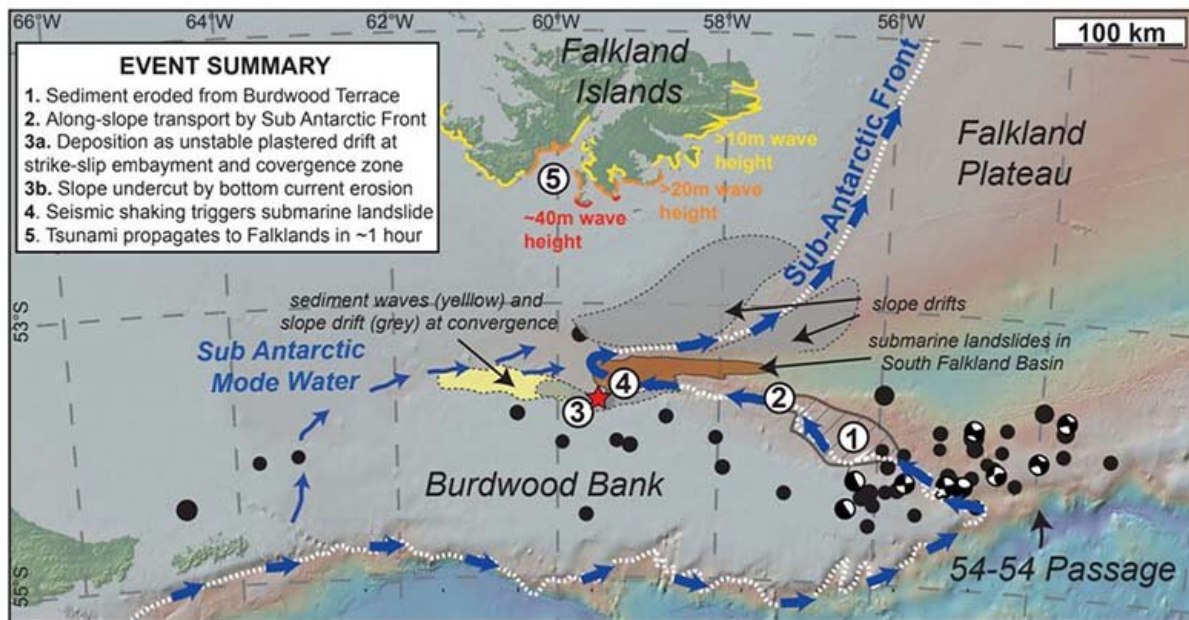 66°W
64°W
62°W
60°W
58°W
56°W
100 km
EVENT SUMMARY
1. Sediment eroded from Burdwood Terrace
2. Along-slope transport by Sub Antarctic Front
3a. Deposition as unstable plastered drift at
strike-slip embayment and covergence zone
3b. Slope undercut by bottom current erosion
4. Seismic shaking triggers submarine landslide
5. Tsunami propagates to Falklands in ~1 hour
Falkland
Islands
>10m wave
height
>20m wave
height
~40m wave
height
5
Sub-Antarctic Front
Falkland
Plateau
53°S
sediment waves (yelllow) and
slope drift (grey) at convergence
slope drifts
submarine landslides in
South Falkland Basin
Sub Antarctic
Mode Water
4
3
2
1
Burdwood Bank
54-54 Passage
55°S